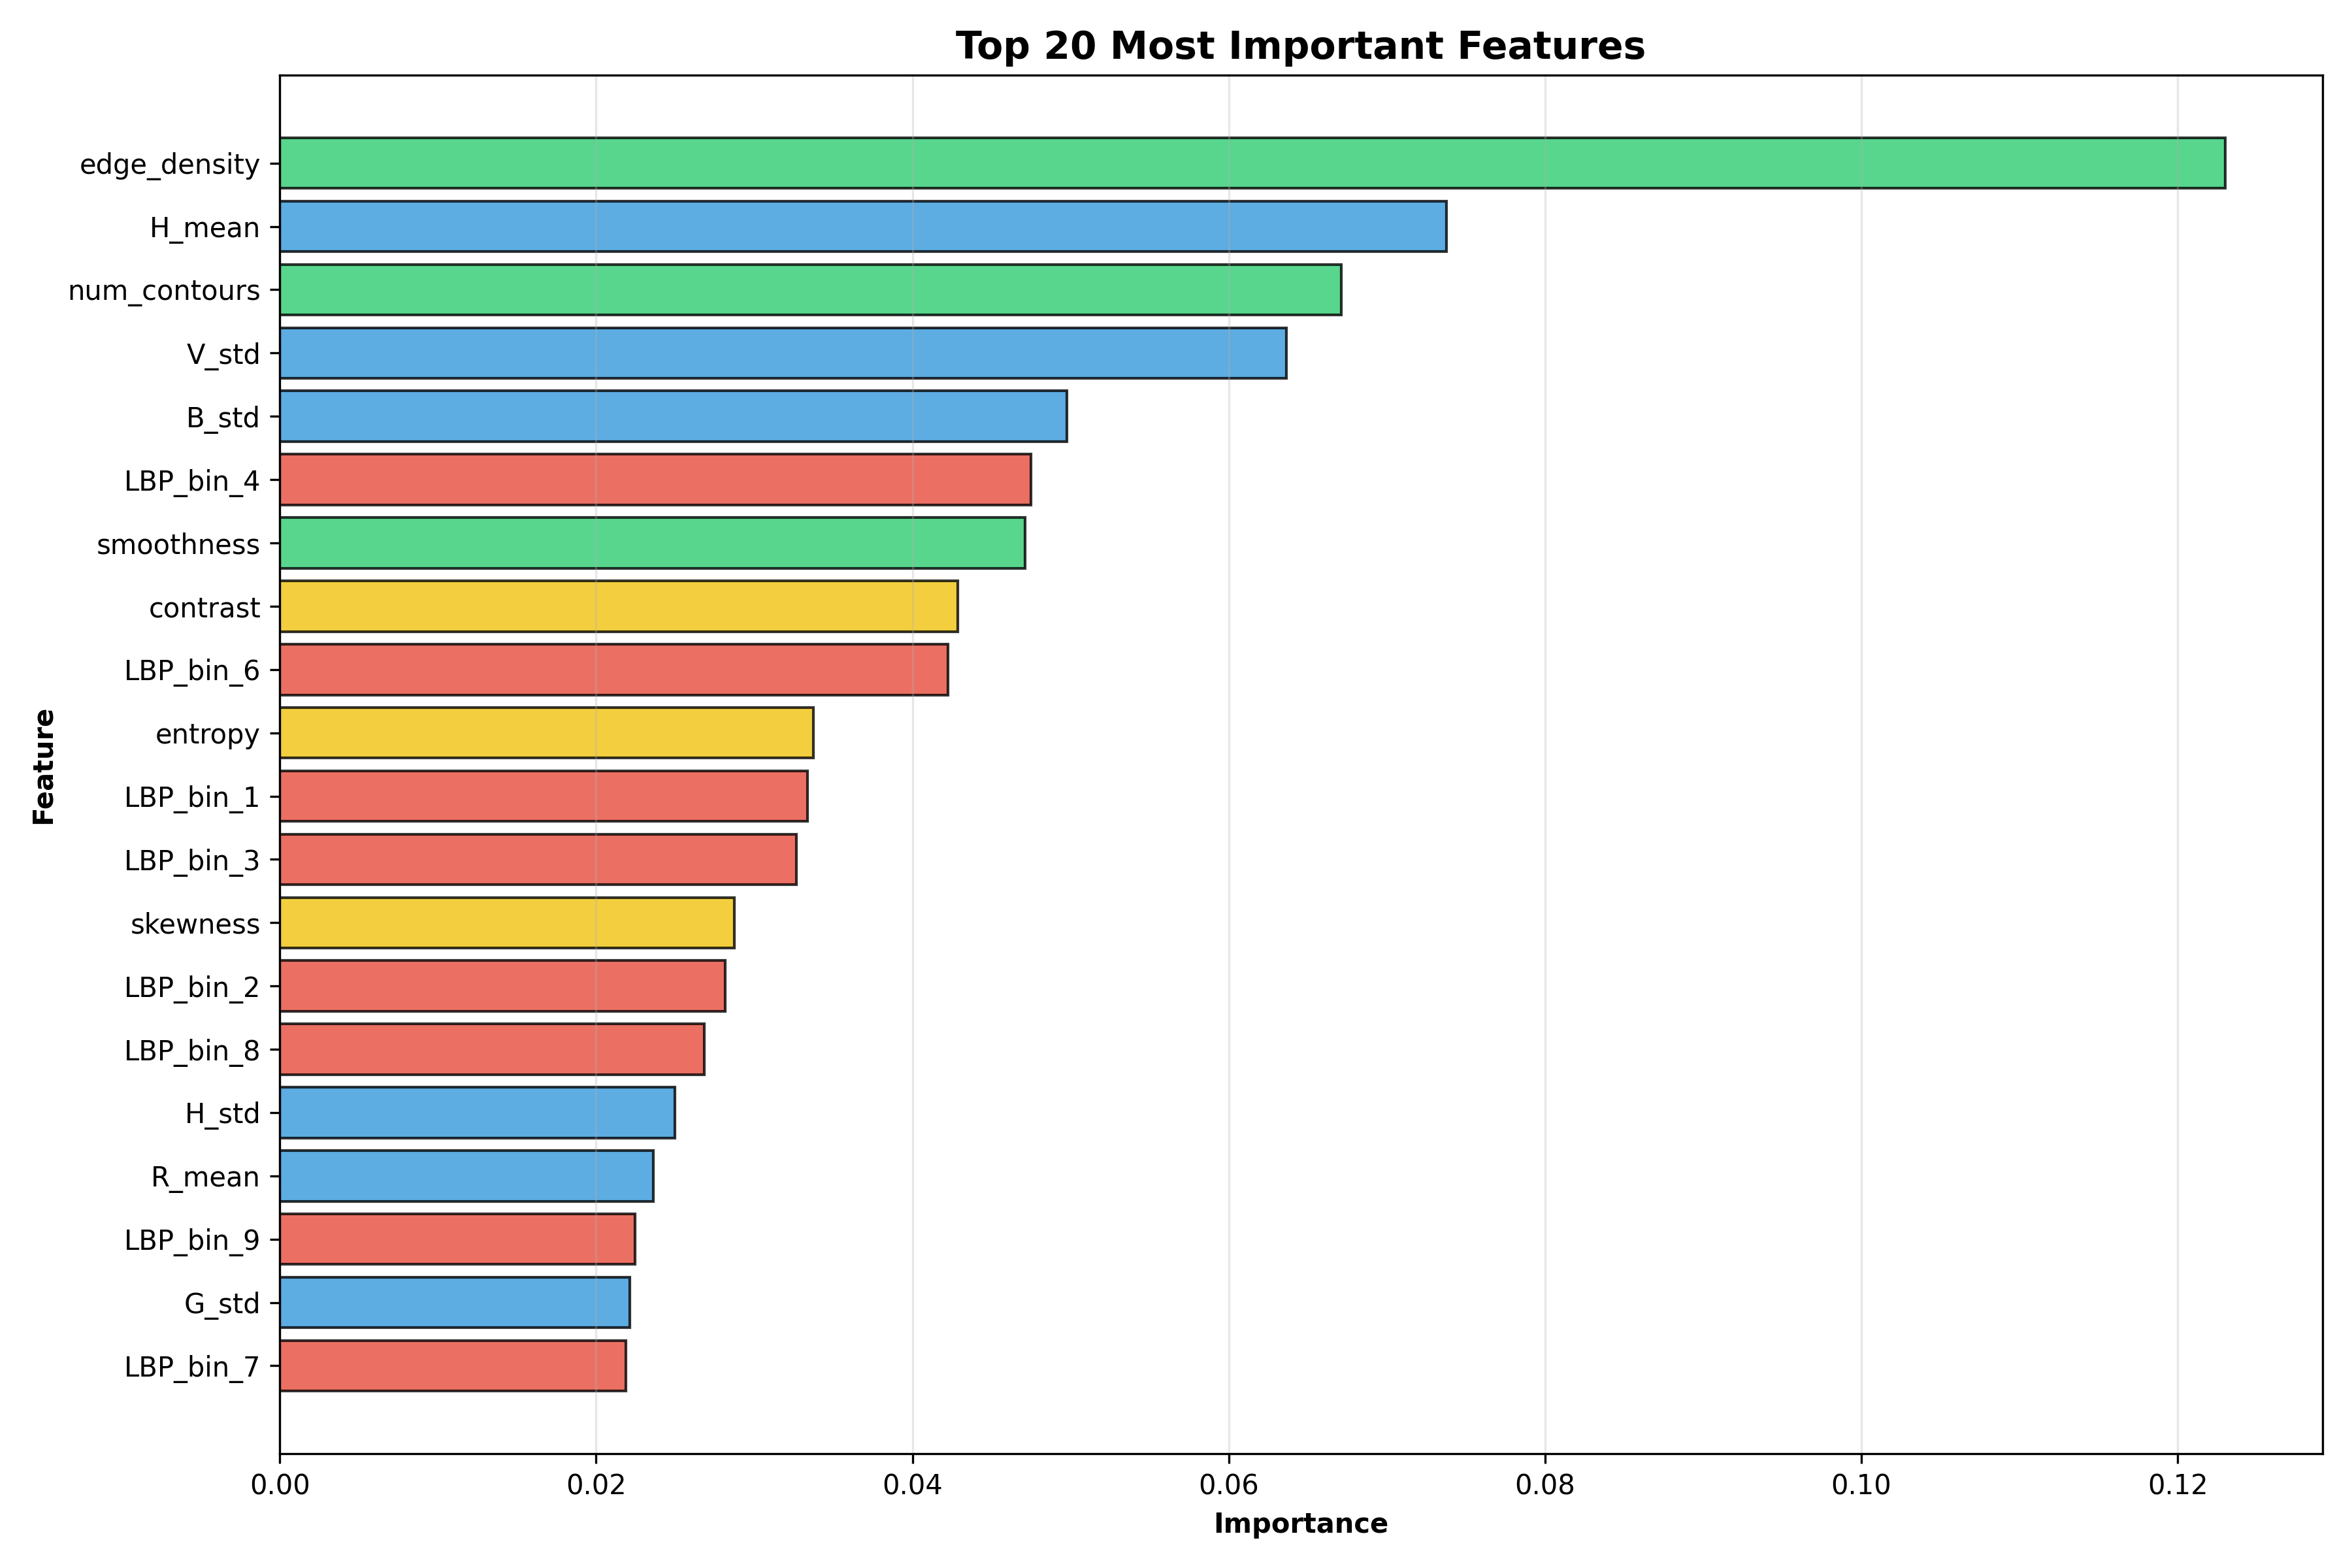 Top 20 Most Important Features
edge_density
H_mean
num_contours
V_std
B_std
LBP_bin_4
smoothness
contrast
LBP_bin_6
entropy
LBP_bin_1
LBP_bin_3
skewness
LBP_bin_2
LBP_bin_8
H_std
R_mean
LBP_bin_9
G_std
LBP_bin_7
Feature
0.00 0.02 0.04 0.06 0.08 0.10 0.12
Importance